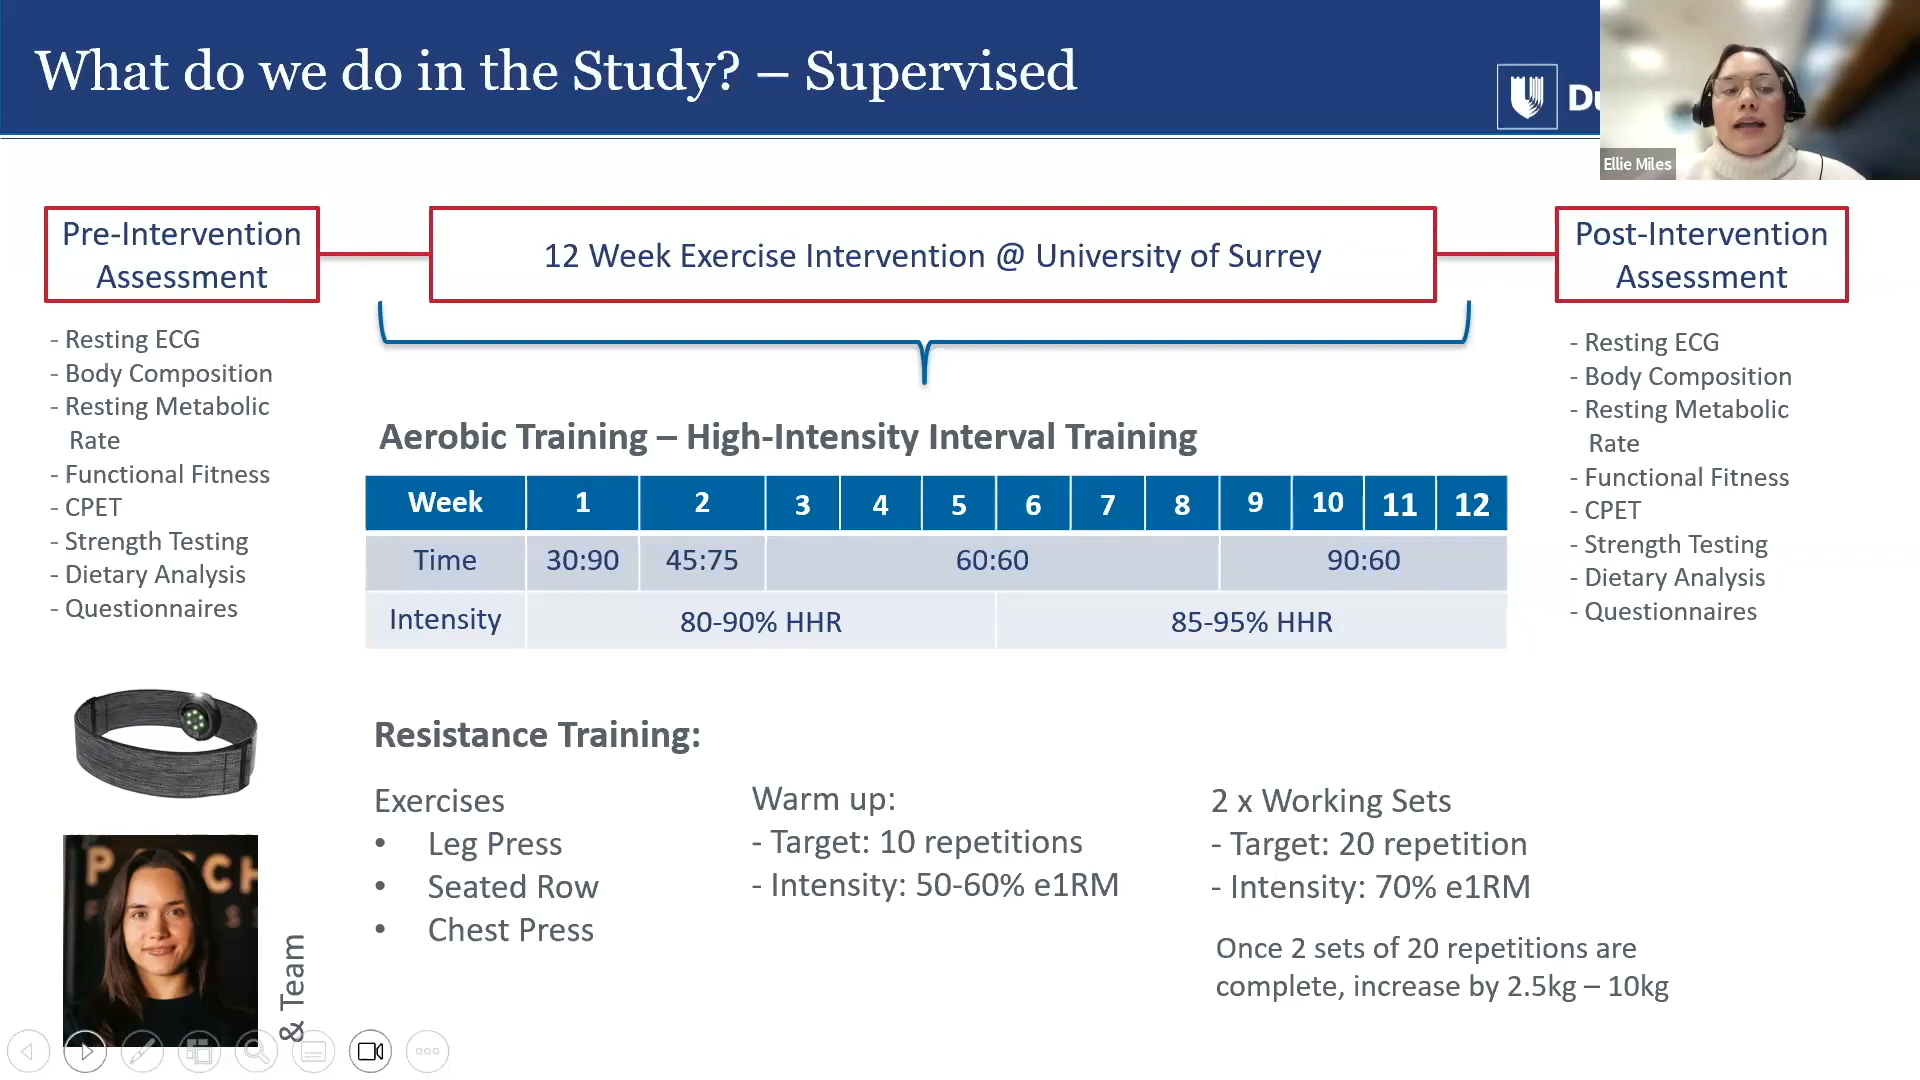 What do we do in the Study? – Supervised
Du
Ellie Miles
Pre-Intervention
Assessment
12 Week Exercise Intervention @ University of Surrey
Post-Intervention
Assessment
- Resting ECG
- Body Composition
- Resting Metabolic
Rate
- Functional Fitness
- CPET
- Strength Testing
- Dietary Analysis
- Questionnaires
- Resting ECG
- Body Composition
- Resting Metabolic
Rate
- Functional Fitness
- CPET
- Strength Testing
- Dietary Analysis
- Questionnaires
Aerobic Training – High-Intensity Interval Training
Week 1 2 3 4 5 6 7 8 9 10 11 12
Time 30:90 45:75 60:60 90:60
Intensity 80-90% HHR 85-95% HHR
Resistance Training:
Exercises
• Leg Press
• Seated Row
• Chest Press
Warm up:
- Target: 10 repetitions
- Intensity: 50-60% e1RM
2 x Working Sets
- Target: 20 repetition
- Intensity: 70% e1RM
Once 2 sets of 20 repetitions are
complete, increase by 2.5kg – 10kg
& Team